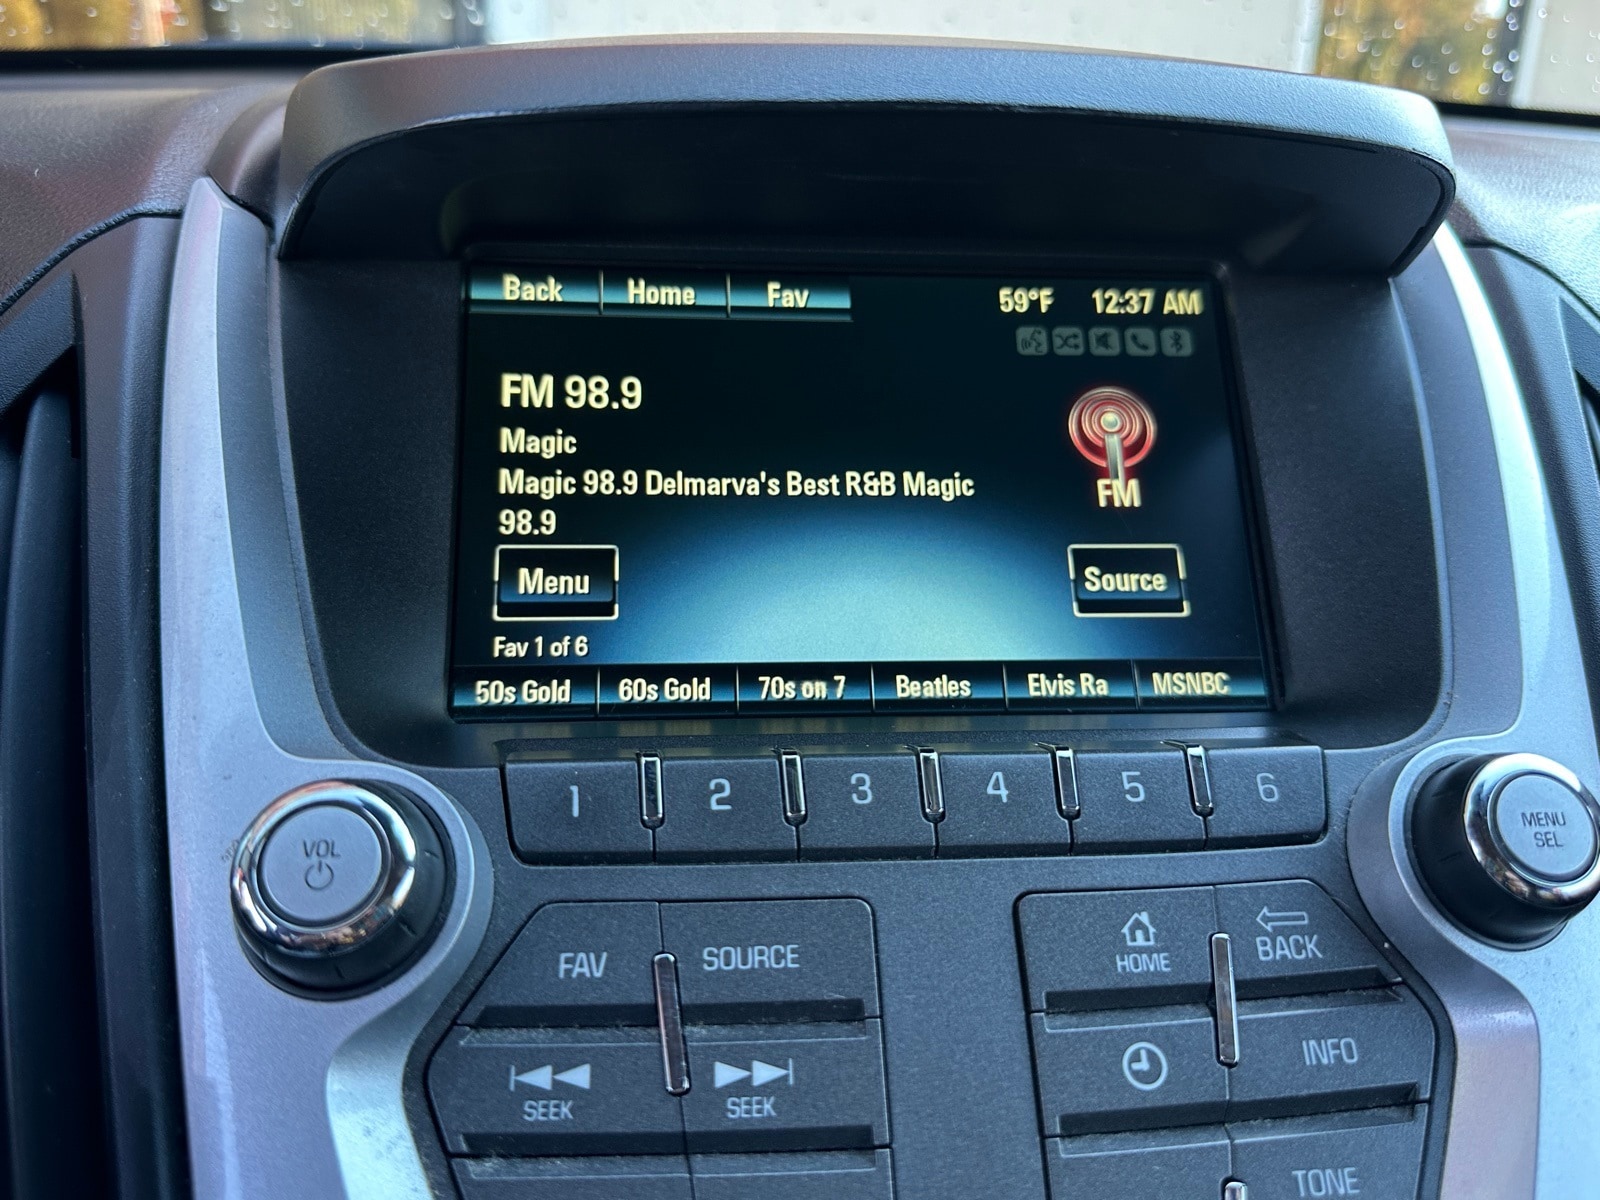 Back Home Fav 59°F 12:37 AM
FM 98.9
Magic
Magic 98.9 Delmarva's Best R&B Magic
98.9
FM
Menu Source
Fav 1 of 6
50s Gold 60s Gold 70s on 7 Beatles Elvis Ra MSNBC
1 2 3 4 5 6
VOL
MENU
SEL
FAV SOURCE
HOME BACK
SEEK SEEK
INFO
TONE